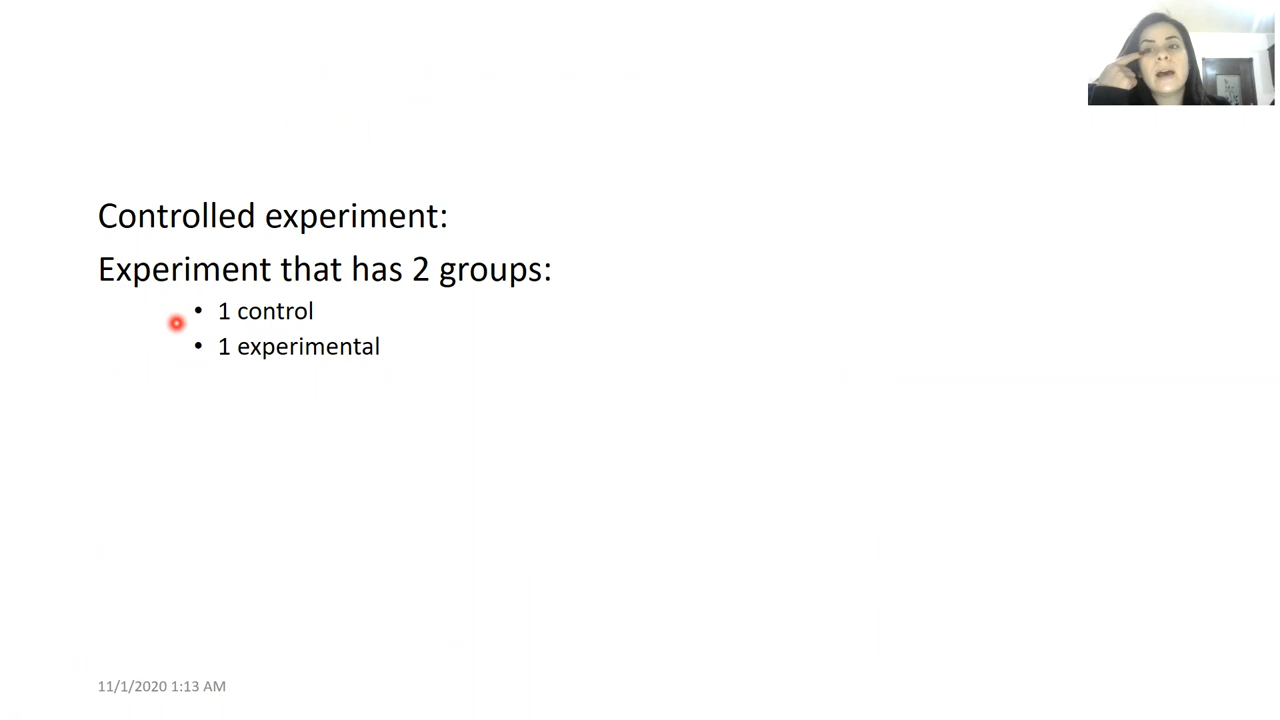 Controlled experiment:
Experiment that has 2 groups:
• 1 control
• 1 experimental
11/1/2020 1:13 AM